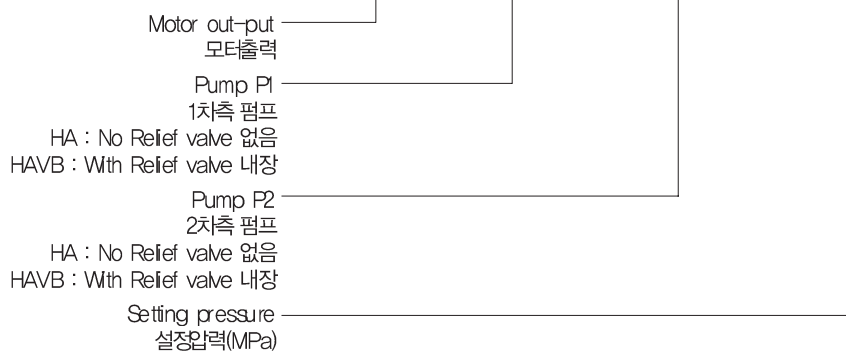 Motor out-put
모터출력
Pump P1
1차측 펌프
HA : No Relief valve 없음
HAVB : With Relief valve 내장
Pump P2
2차측 펌프
HA : No Relief valve 없음
HAVB : With Relief valve 내장
Setting pressure
설정압력(MPa)